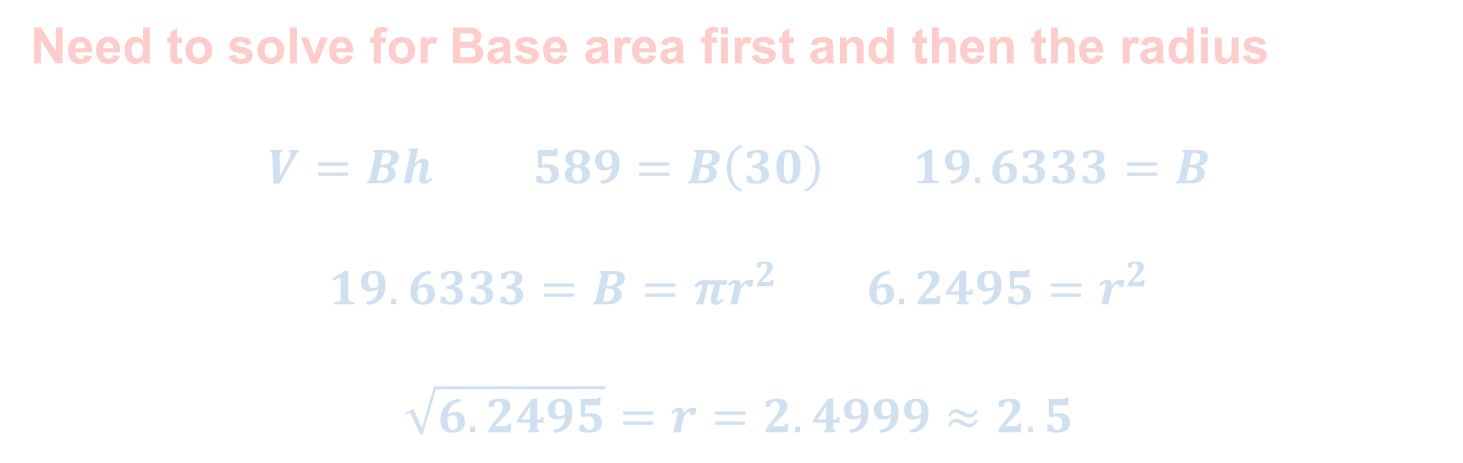 Need to solve for Base area first and then the radius
V = Bh 589 = B(30) 19.6333 = B
19.6333 = B = πr² 6.2495 = r²
√6.2495 = r = 2.4999 ≈ 2.5